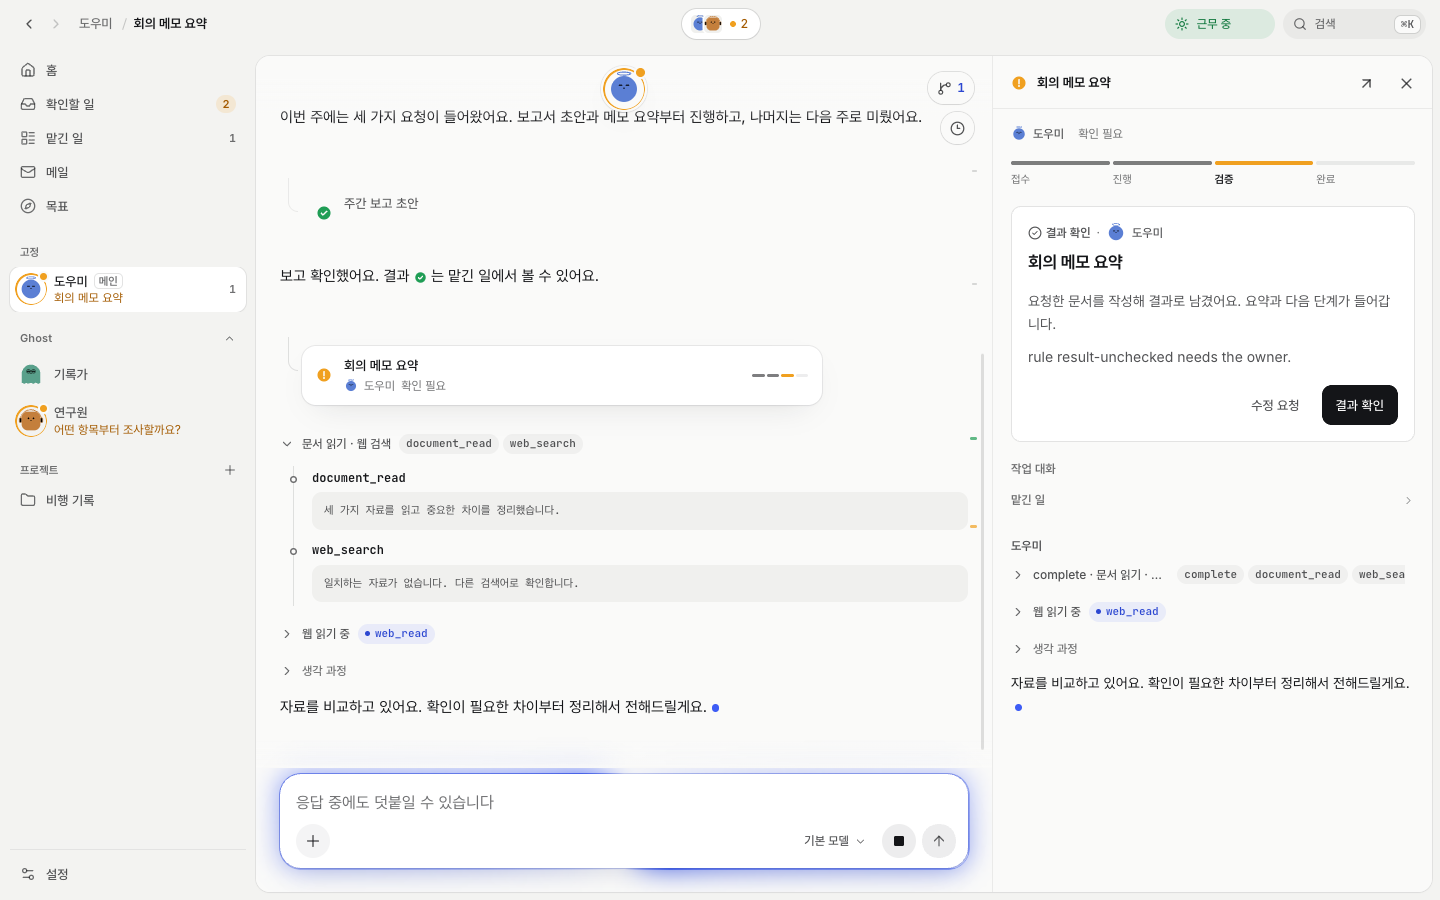 도우미 / 회의 메모 요약
2
근무 중
검색
⌘K
홈
확인할 일
2
맡긴 일
1
메일
목표
고정
도우미 메인
회의 메모 요약
1
Ghost
기록가
연구원
어떤 항목부터 조사할까요?
프로젝트
비행 기록
설정
1
이번 주에는 세 가지 요청이 들어왔어요. 보고서 초안과 메모 요약부터 진행하고, 나머지는 다음 주로 미뤘어요.
주간 보고 초안
보고 확인했어요. 결과 는 맡긴 일에서 볼 수 있어요.
회의 메모 요약
도우미 확인 필요
문서 읽기 · 웹 검색 document_read web_search
document_read
세 가지 자료를 읽고 중요한 차이를 정리했습니다.
web_search
일치하는 자료가 없습니다. 다른 검색어로 확인합니다.
웹 읽기 중 web_read
생각 과정
자료를 비교하고 있어요. 확인이 필요한 차이부터 정리해서 전해드릴게요.
응답 중에도 덧붙일 수 있습니다
기본 모델
회의 메모 요약
도우미 확인 필요
접수 진행 검증 완료
결과 확인 · 도우미
회의 메모 요약
요청한 문서를 작성해 결과로 남겼어요. 요약과 다음 단계가 들어갑
니다.
rule result-unchecked needs the owner.
수정 요청 결과 확인
작업 대화
맡긴 일
도우미
complete · 문서 읽기 · ... complete document_read web_sea
웹 읽기 중 web_read
생각 과정
자료를 비교하고 있어요. 확인이 필요한 차이부터 정리해서 전해드릴게요.